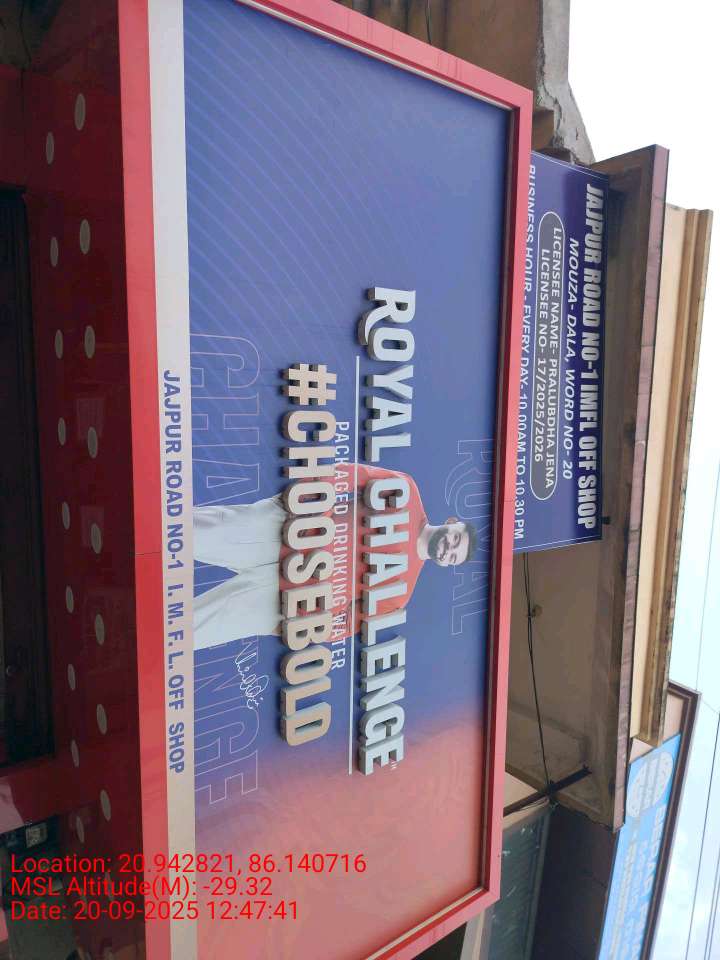 JAJPUR ROAD NO-1 IMFL OFF SHOP
MOUZA- DALA, WORD NO- 20
LICENSEE NAME- PRALUBDHA JENA
LICENSEE NO- 17/2025/2026
BUSINESS HOUR - EVERY DAY- 10.00AM TO 10.30 PM
ROYAL
ROYAL CHALLENGE
PACKAGED DRINKING WATER
#CHOOSEBOLD
CHALLENGE
JAJPUR ROAD NO-1 I. M. F. L. OFF SHOP
Location: 20.942821, 86.140716
MSL Altitude(M): -29.32
Date: 20-09-2025 12:47:41